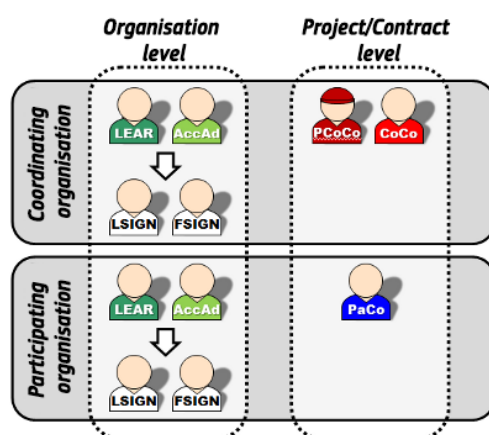 Organisation level
Project/Contract level
Coordinating organisation
LEAR AccAd PCoCo CoCo
LSIGN FSIGN
Participating organisation
LEAR AccAd PaCo
LSIGN FSIGN